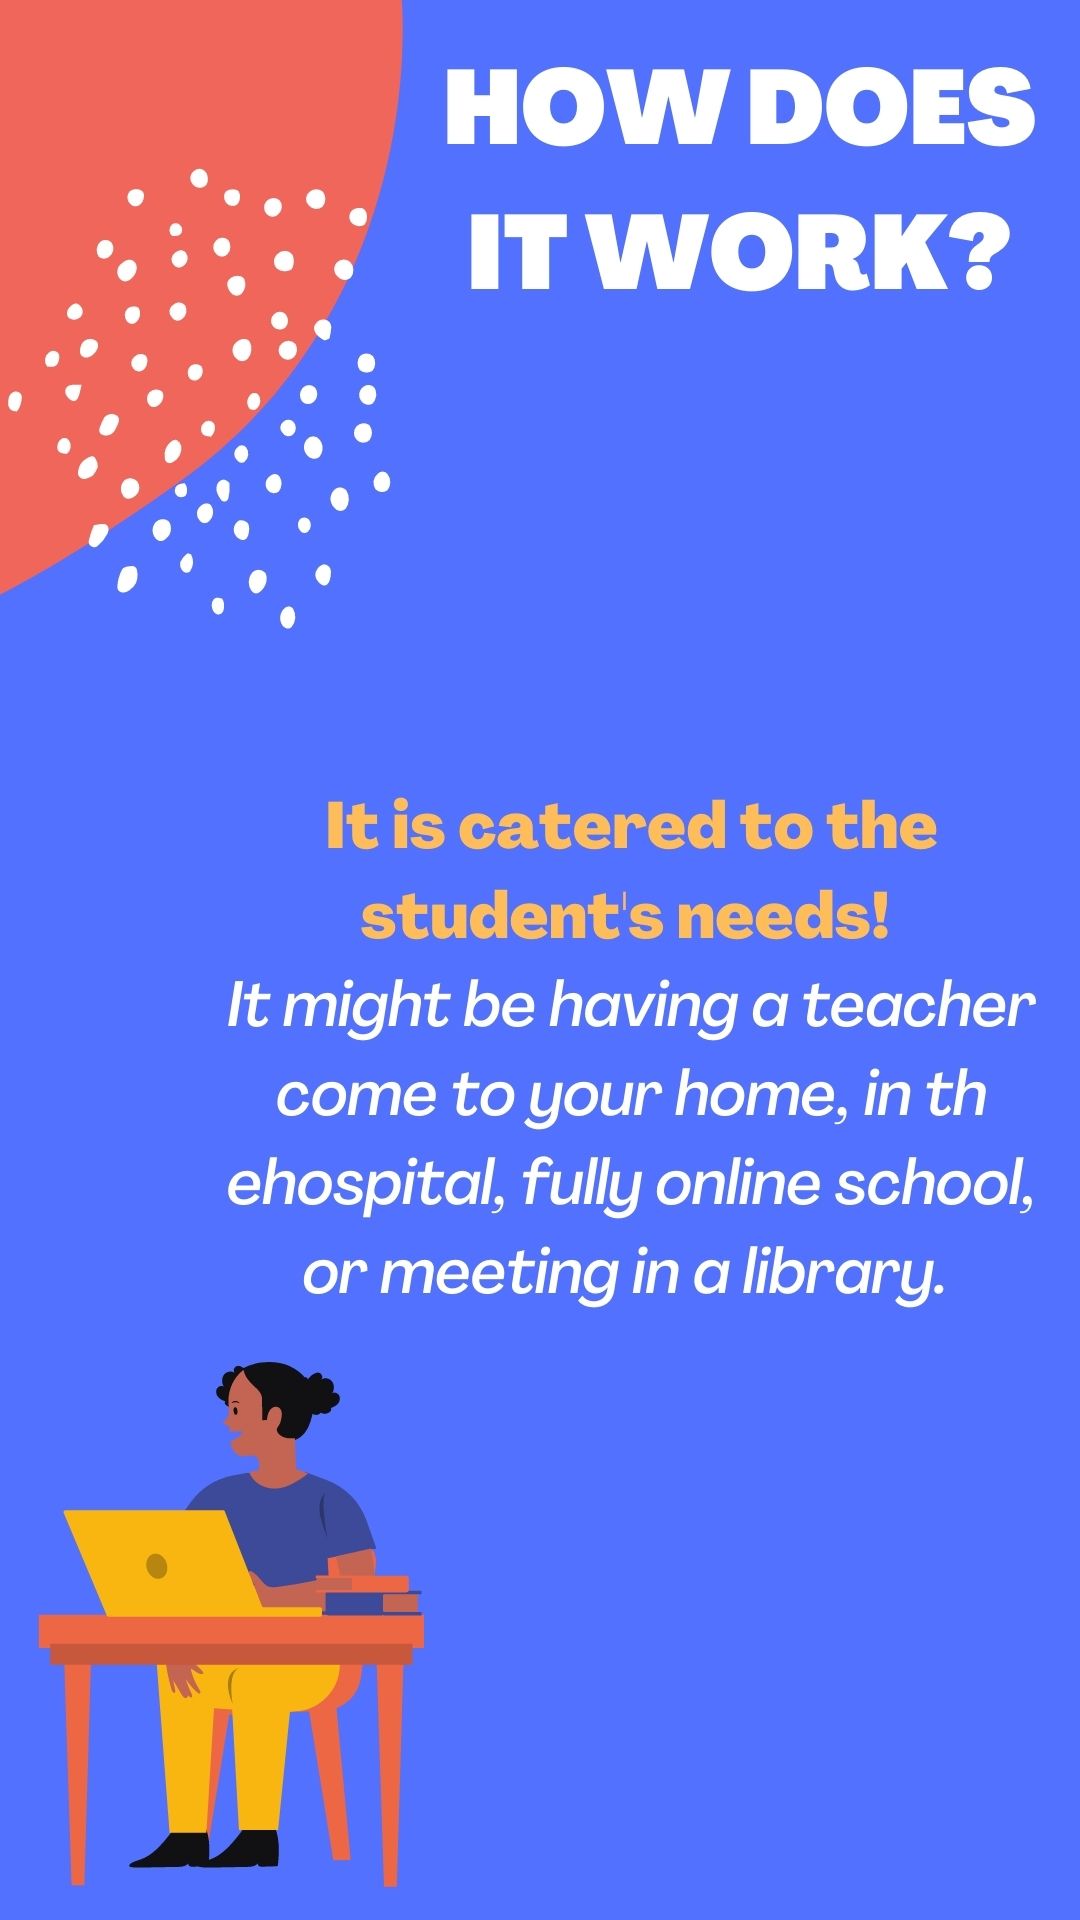 HOW DOES
IT WORK?
It is catered to the
student's needs!
It might be having a teacher
come to your home, in th
ehospital, fully online school,
or meeting in a library.